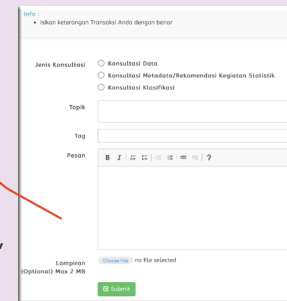 Info :
• Isikan keterangan Transaksi Anda dengan benar
Jenis Konsultasi
Konsultasi Data
Konsultasi Metadata/Rekomendasi Kegiatan Statistik
Konsultasi Klasifikasi
Topik
Tag
Pesan
B I ?
Lampiran
(Optional) Max 2 MB
Choose File no file selected
Submit